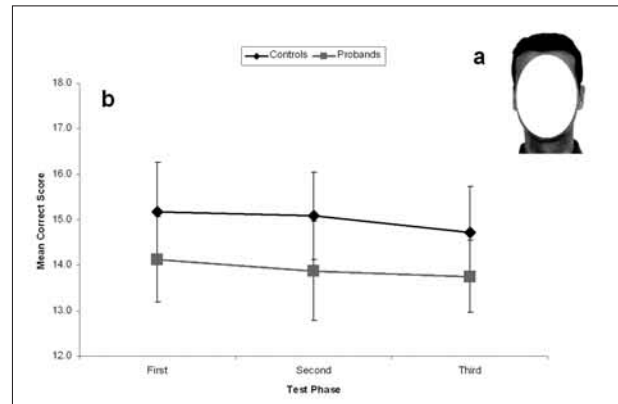 Controls Probands
a
b
18.0
17.0
16.0
15.0
14.0
13.0
12.0
Mean Correct Score
First Second Third
Test Phase